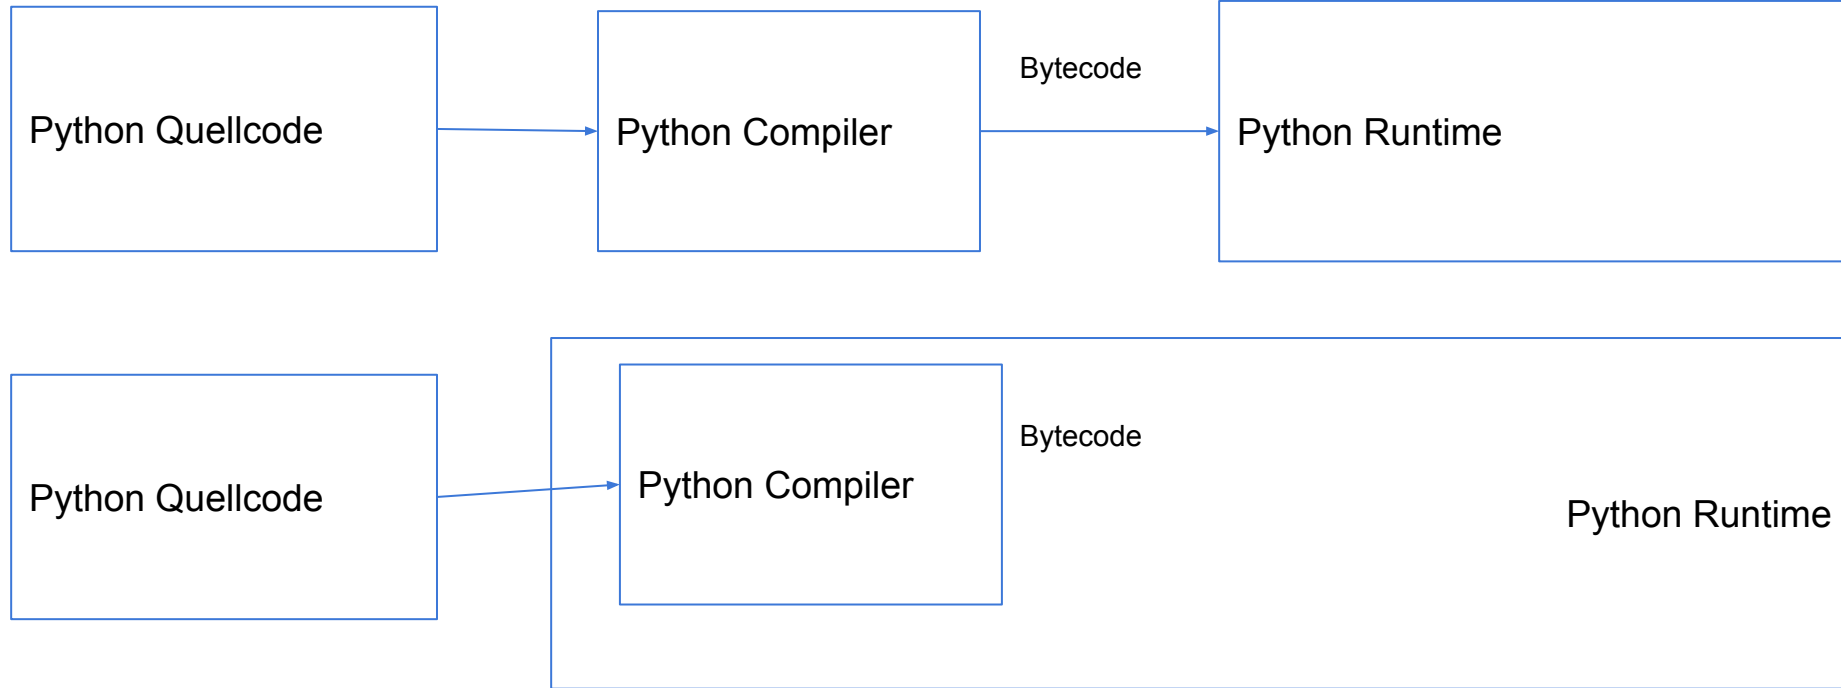 Bytecode
Python Quellcode
Python Compiler
Python Runtime
Bytecode
Python Quellcode
Python Compiler
Python Runtime